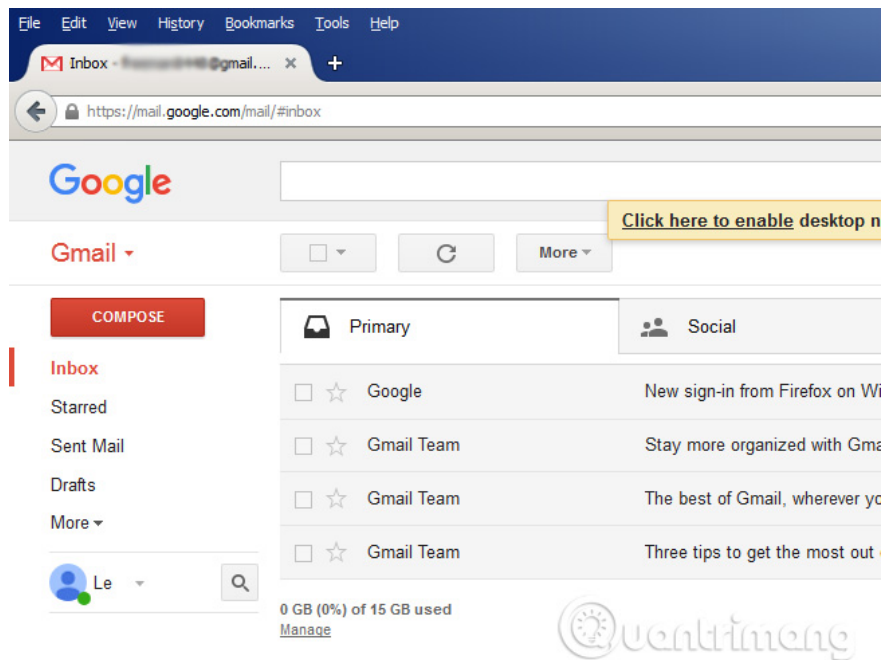 File Edit View History Bookmarks Tools Help
Inbox - @gmail....
https://mail.google.com/mail/#inbox
Google
Click here to enable desktop n
Gmail
More
COMPOSE
Primary
Social
Inbox
Google New sign-in from Firefox on Wi
Starred
Sent Mail
Gmail Team Stay more organized with Gma
Drafts
Gmail Team The best of Gmail, wherever yo
More
Gmail Team Three tips to get the most out
Le
0 GB (0%) of 15 GB used
Manage
Quantrimang